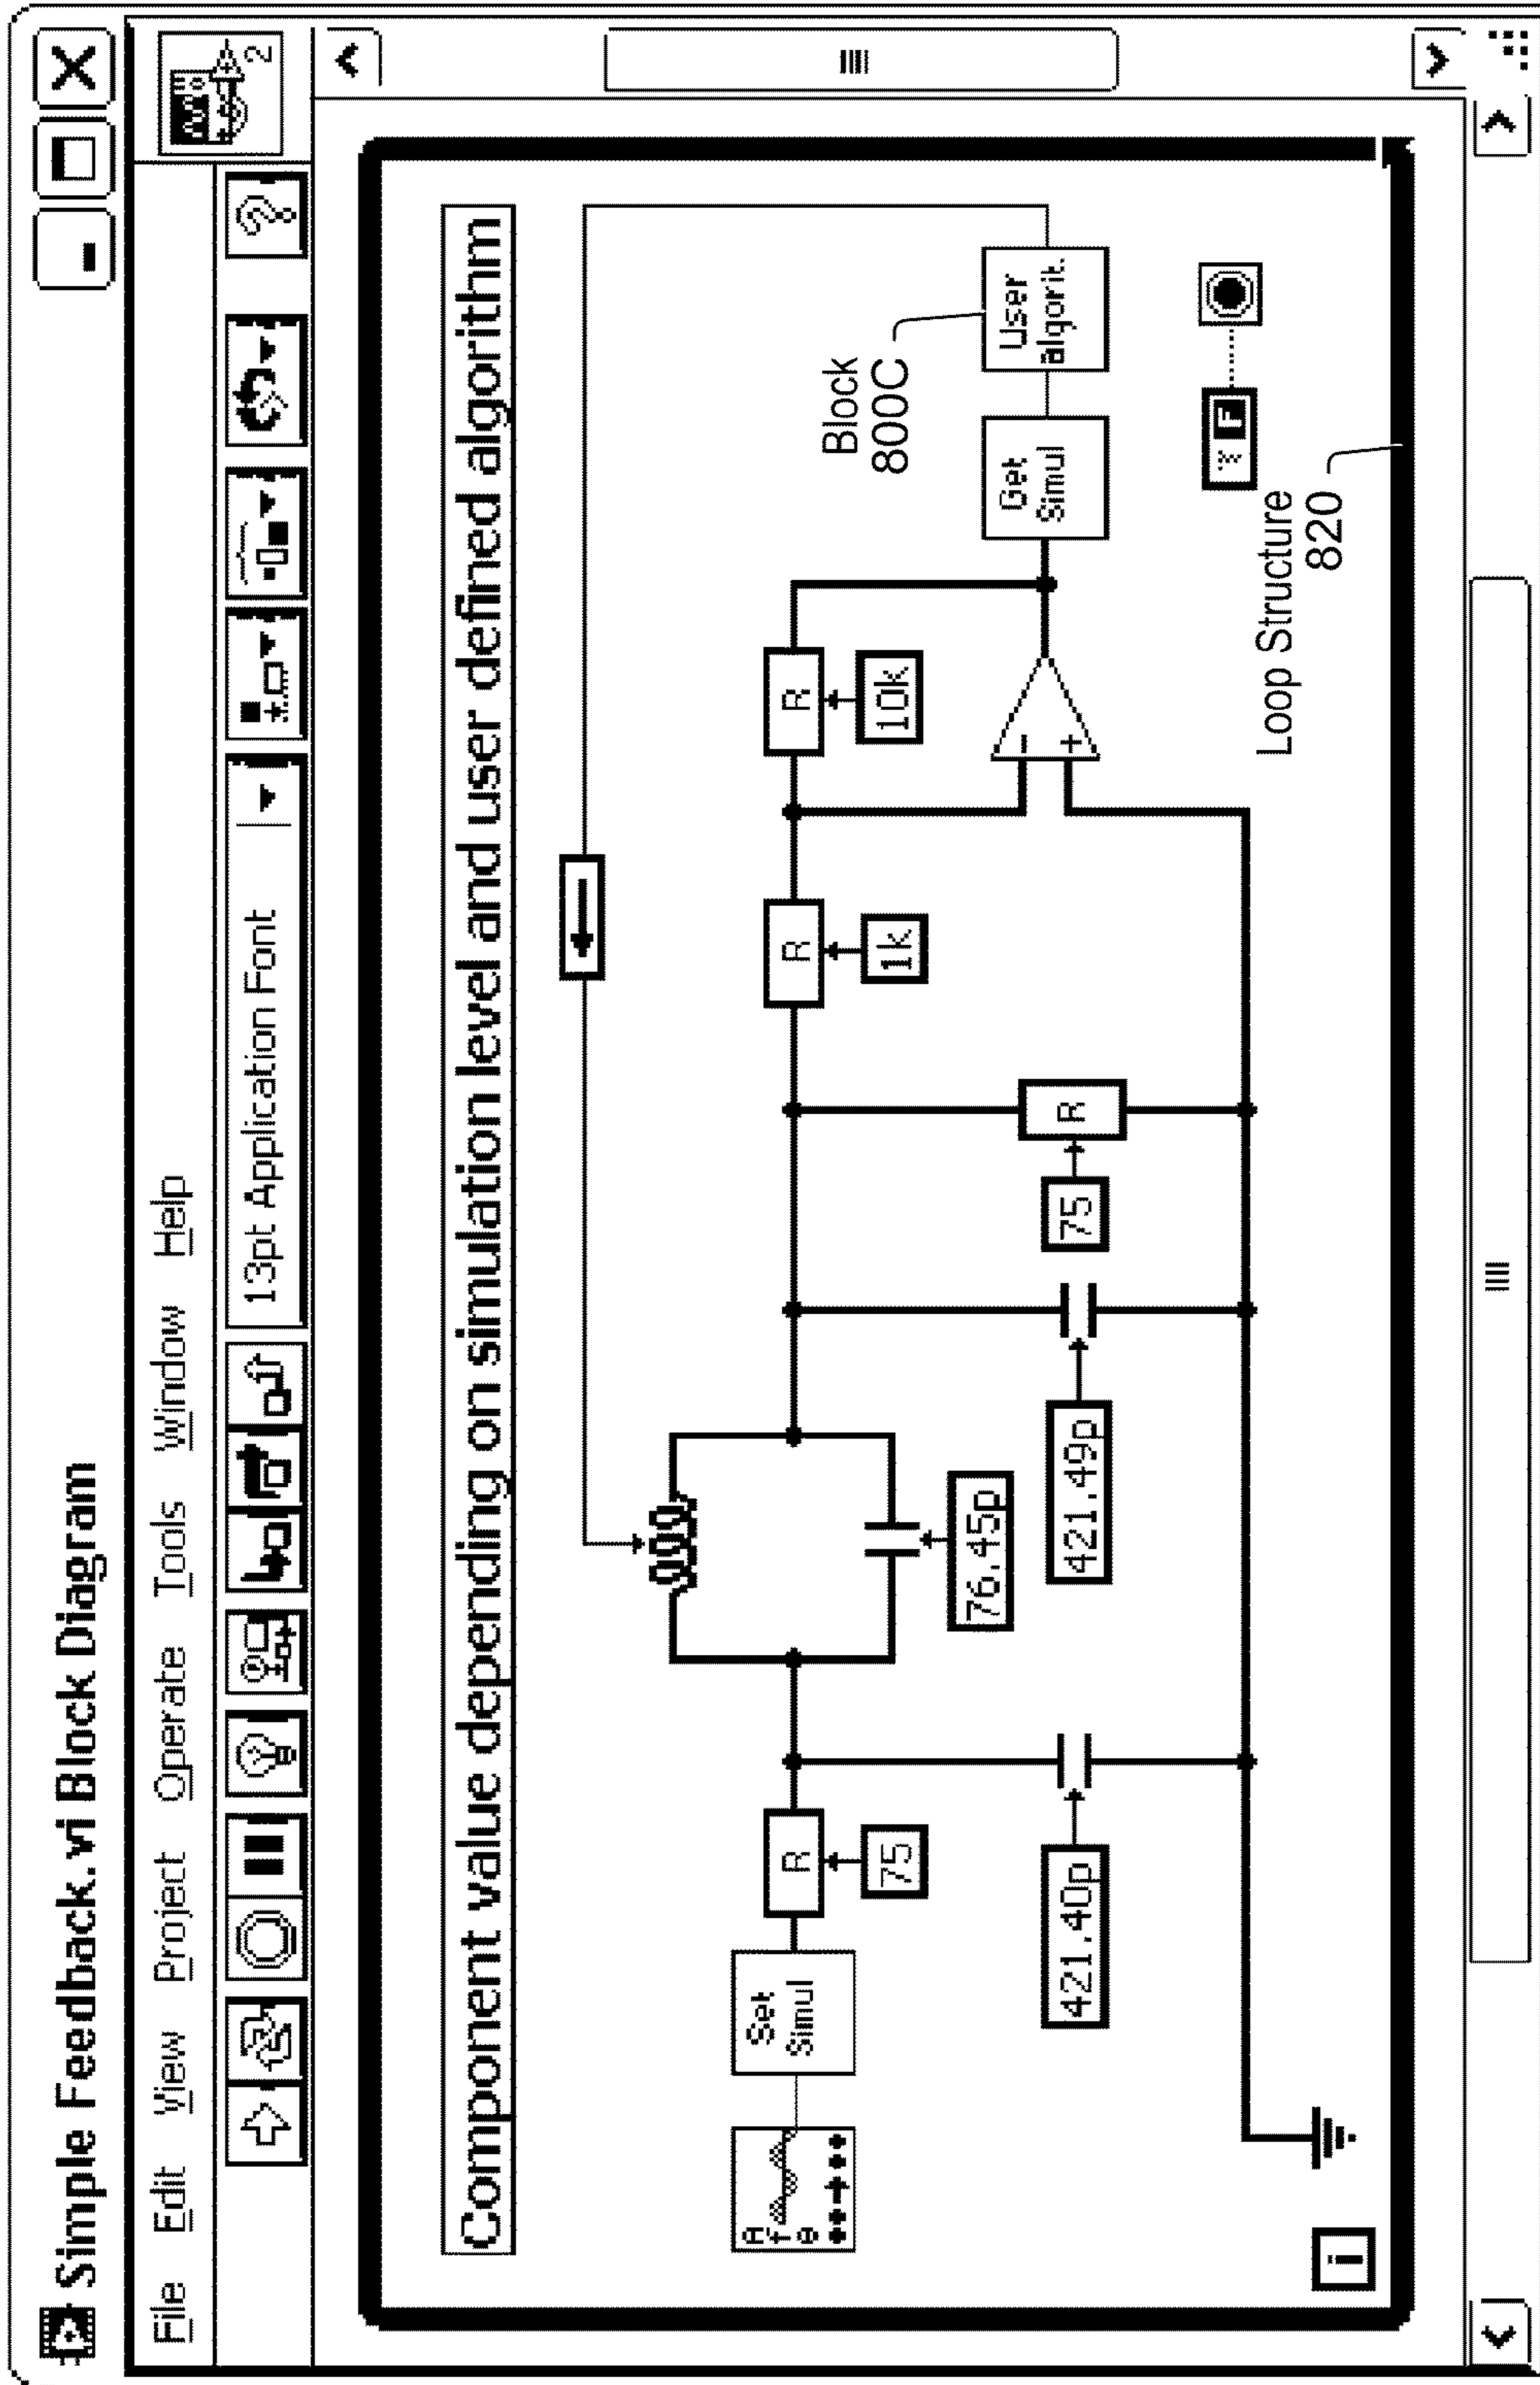 Simple Feedback.vi Block Diagram
File Edit View Project Operate Tools Window Help
13pt Application Font
2
Component value depending on simulation level and user defined algorithm
A
f
θ
Set
Simul
R
75
421.40p
76.45p
421.49p
75
R
R
1k
R
10k
-
+
Get
Simul
User
algorit.
Block
800C
F
Loop Structure
820
i